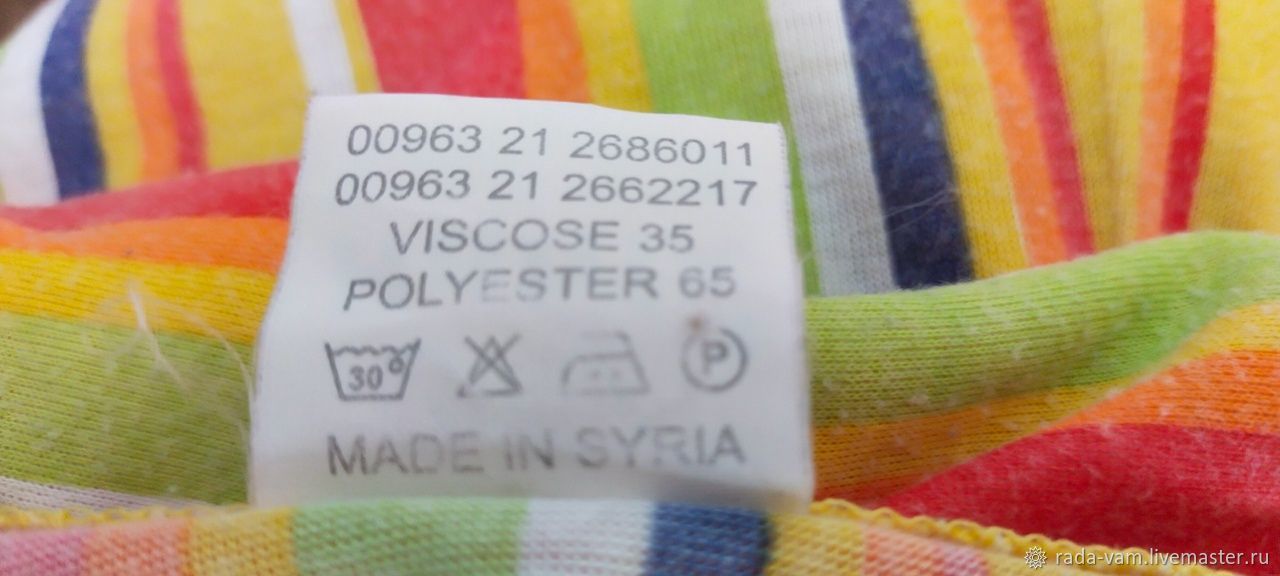 00963 21 2686011
00963 21 2662217
VISCOSE 35
POLYESTER 65
30 P
MADE IN SYRIA
rada-vam.livemaster.ru